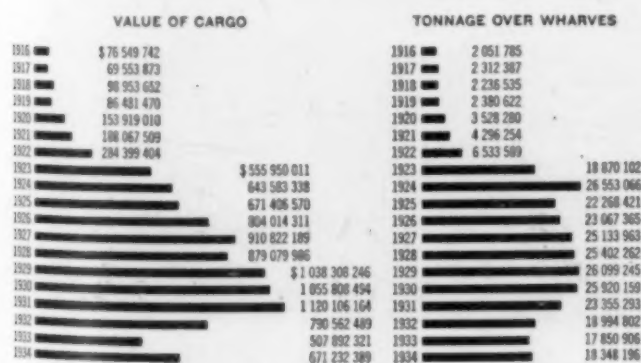 VALUE OF CARGO
1916 $76 549 742
1917 69 553 873
1918 98 953 652
1919 86 481 470
1920 153 919 010
1921 188 067 509
1922 284 399 404
1923 $ 555 950 011
1924 643 583 338
1925 671 406 570
1926 804 014 311
1927 910 822 189
1928 879 079 986
1929 $ 1 038 308 246
1930 1 055 808 494
1931 1 120 106 164
1932 790 562 489
1933 507 892 321
1934 671 232 389
TONNAGE OVER WHARVES
1916 2 051 785
1917 2 312 387
1918 2 236 535
1919 2 380 622
1920 3 528 280
1921 4 296 254
1922 6 533 589
1923 18 870 102
1924 26 553 066
1925 22 268 421
1926 23 067 365
1927 25 133 963
1928 25 402 262
1929 26 099 245
1930 25 920 159
1931 23 355 293
1932 18 994 802
1933 17 850 906
1934 18 348 196